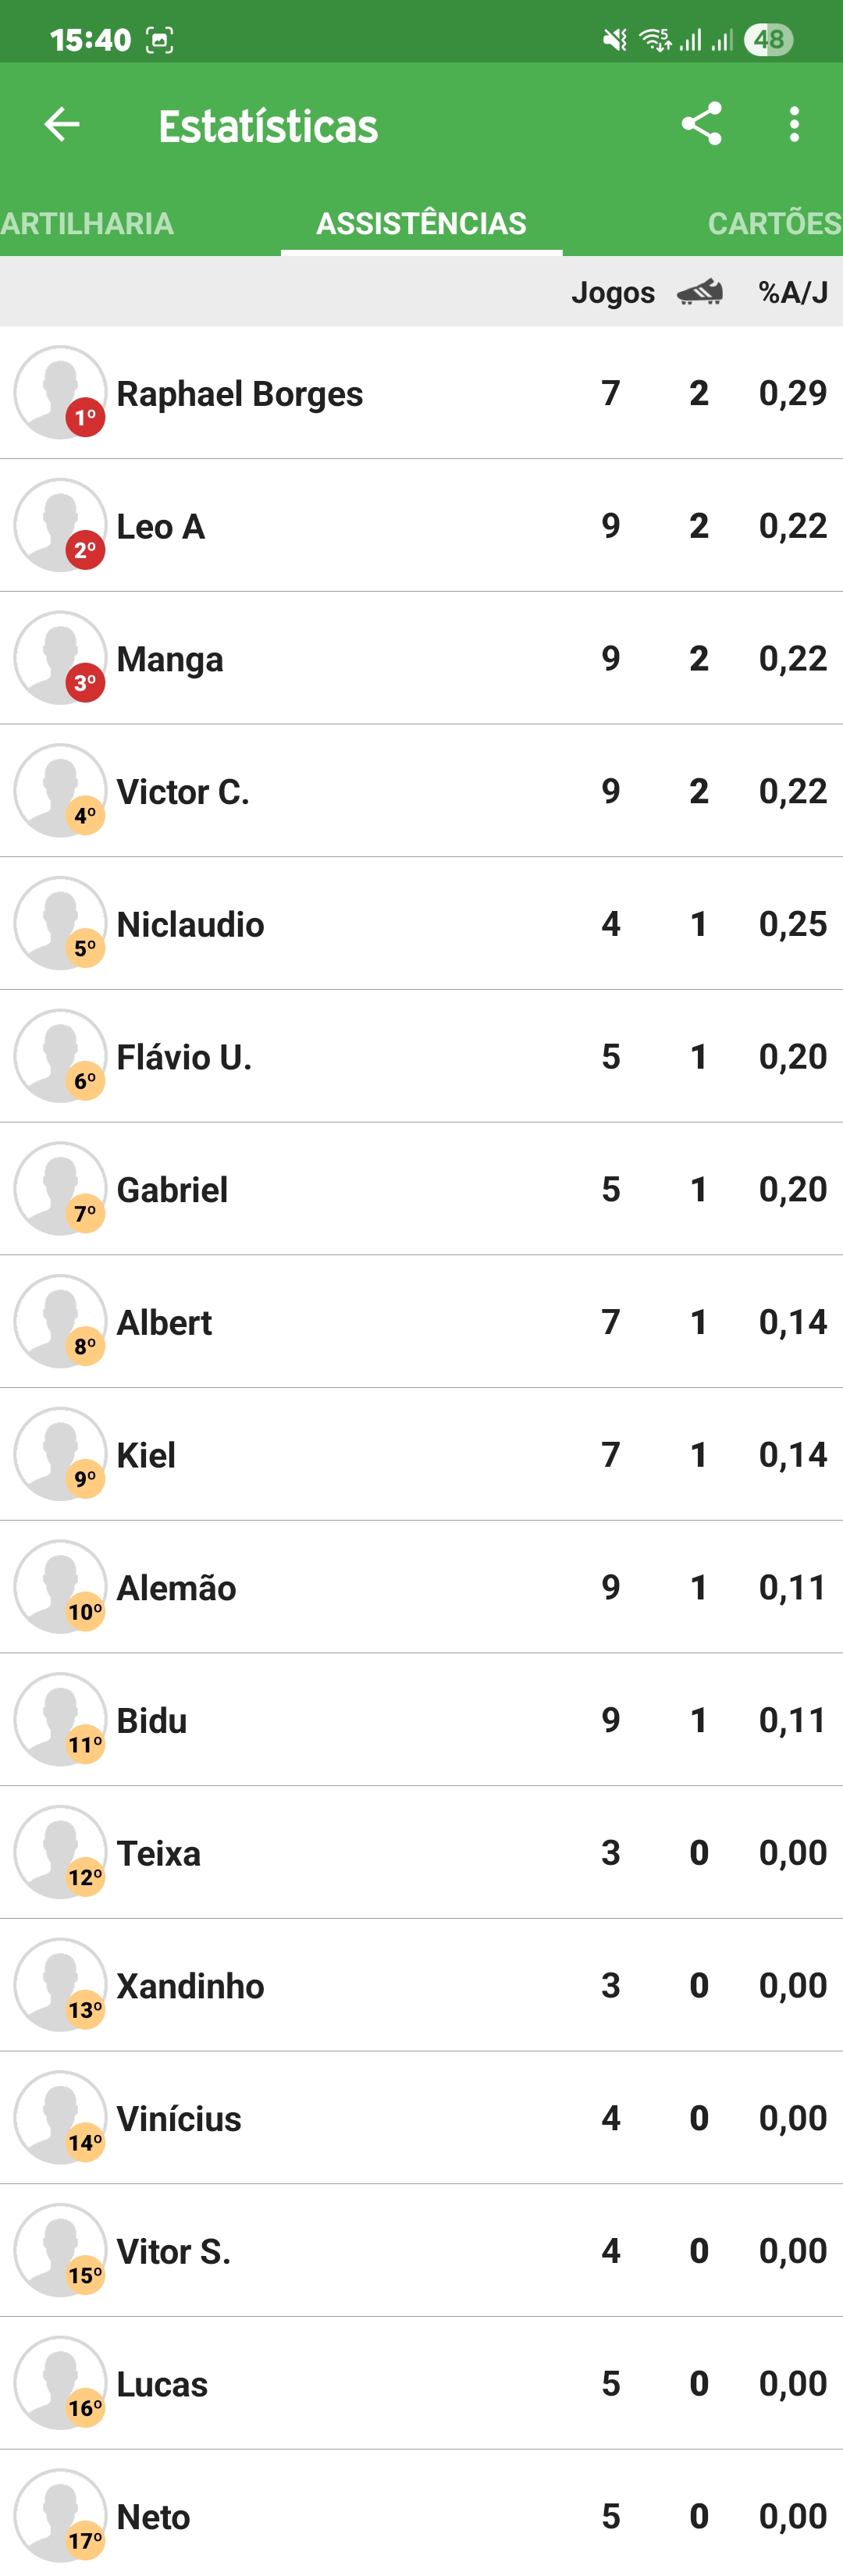 15:40 5 48
Estatísticas
ARTILHARIA ASSISTÊNCIAS CARTÕES
Jogos %A/J
1º Raphael Borges 7 2 0,29
2º Leo A 9 2 0,22
3º Manga 9 2 0,22
4º Victor C. 9 2 0,22
5º Niclaudio 4 1 0,25
6º Flávio U. 5 1 0,20
7º Gabriel 5 1 0,20
8º Albert 7 1 0,14
9º Kiel 7 1 0,14
10º Alemão 9 1 0,11
11º Bidu 9 1 0,11
12º Teixa 3 0 0,00
13º Xandinho 3 0 0,00
14º Vinícius 4 0 0,00
15º Vitor S. 4 0 0,00
16º Lucas 5 0 0,00
17º Neto 5 0 0,00